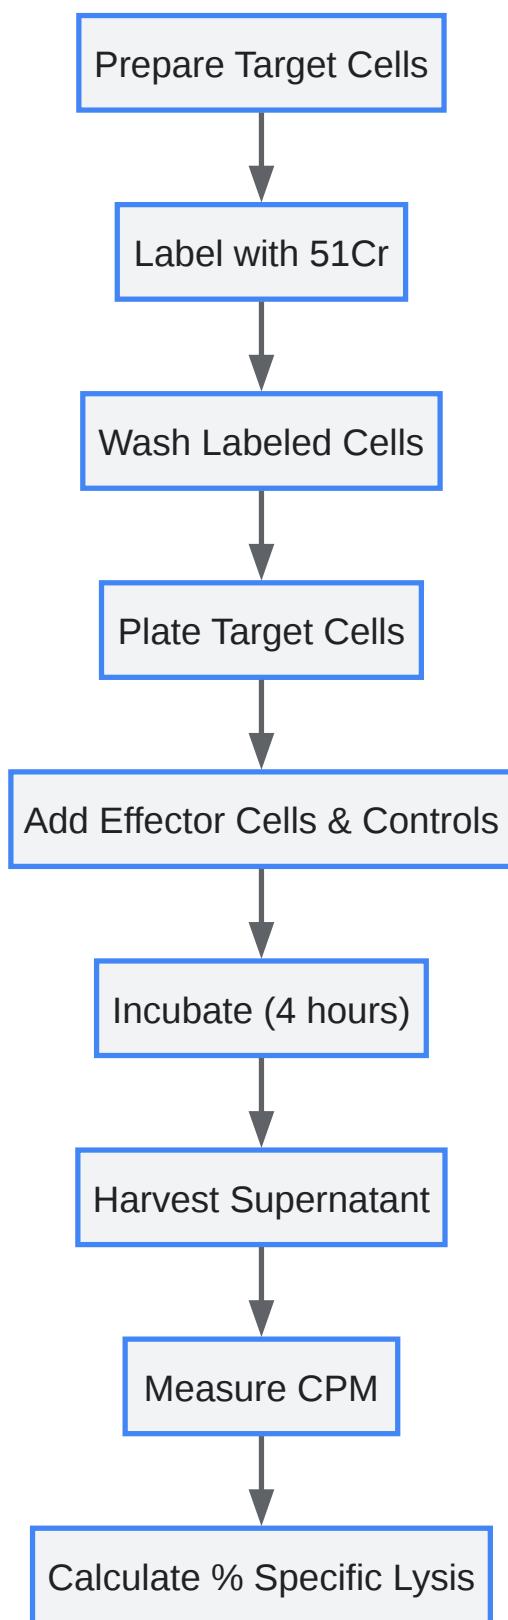 Prepare Target Cells
Label with 51Cr
Wash Labeled Cells
Plate Target Cells
Add Effector Cells & Controls
Incubate (4 hours)
Harvest Supernatant
Measure CPM
Calculate % Specific Lysis